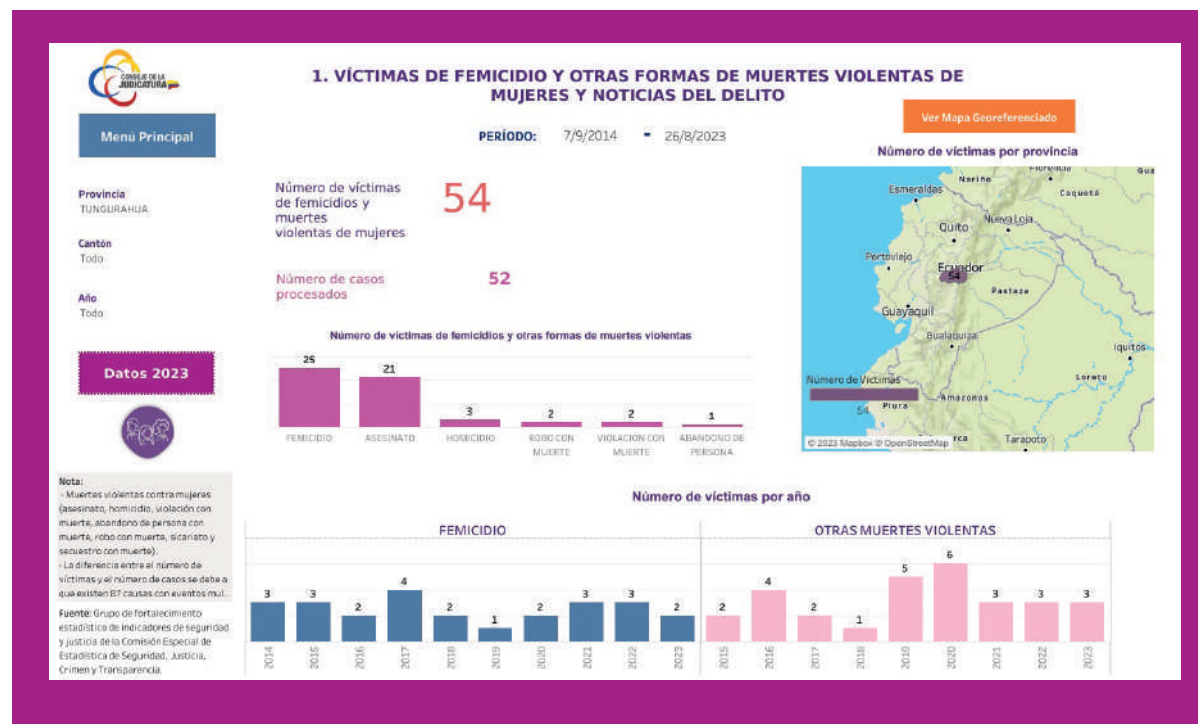 CONSEJO DE LA
JUDICATURA
1. VÍCTIMAS DE FEMICIDIO Y OTRAS FORMAS DE MUERTES VIOLENTAS DE
MUJERES Y NOTICIAS DEL DELITO
Menú Principal
PERÍODO: 7/9/2014 - 26/8/2023
Ver Mapa Georeferenciado
Provincia
TUNGURAHUA
Cantón
Todo
Año
Todo
Datos 2023
Número de víctimas
de femicidios y
muertes
violentas de mujeres
54
Número de casos
procesados
52
Número de víctimas por provincia
Florencia
Nariño
Esmeraldas
Caquetá
Nueva Loja
Quito
Portoviejo
Ecuador
54
Pastaza
Guayaquil
Gualaquiza
Iquitos
Número de Víctimas
Loreto
Amazonas
54
Piura
Tarapoto
© 2023 Mapbox © OpenStreetMap
Número de víctimas de femicidios y otras formas de muertes violentas
25
21
3
2
2
1
FEMICIDIO
ASESINATO
HOMICIDIO
ROBO CON
MUERTE
VIOLACION CON
MUERTE
ABANDONO DE
PERSONA
Nota:
- Muertes violentas contra mujeres
(asesinato, homicidio, violación con
muerte, abandono de persona con
muerte, robo con muerte, sicariato y
secuestro con muerte).
- La diferencia entre el número de
víctimas y el número de casos se debe a
que existen 87 causas con eventos mul...
Fuente: Grupo de fortalecimiento
estadístico de indicadores de seguridad
y justicia de la Comisión Especial de
Estadística de Seguridad, Justicia,
Crimen y Transparencia.
Número de víctimas por año
FEMICIDIO
OTRAS MUERTES VIOLENTAS
3 3 2 4 2 1 2 3 3 2
2 4 2 1 5 6 3 3 3
2014 2015 2016 2017 2018 2019 2020 2021 2022 2023
2015 2016 2017 2018 2019 2020 2021 2022 2023